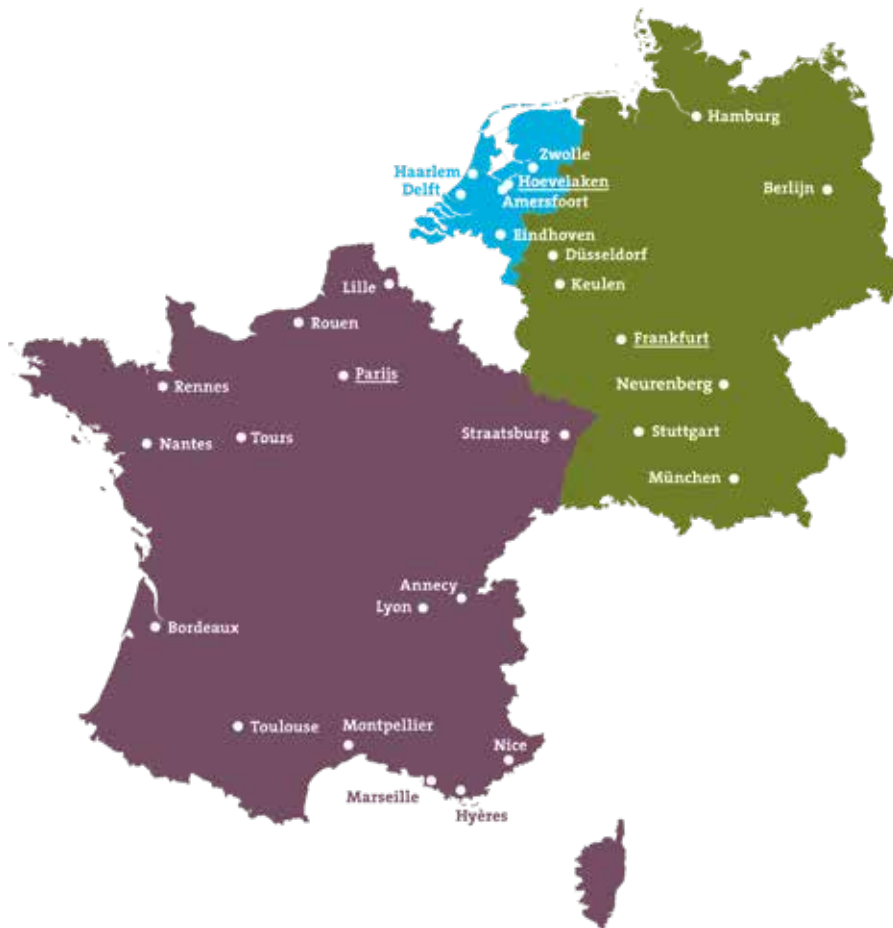 Hamburg
Zwolle
Haarlem
Hoevelaken
Delft
Berlijn
Amersfoort
Eindhoven
Düsseldorf
Lille
Keulen
Rouen
Frankfurt
Parijs
Rennes
Neurenberg
Straatsburg
Stuttgart
Tours
Nantes
München
Annecy
Lyon
Bordeaux
Toulouse
Montpellier
Nice
Marseille
Hyères